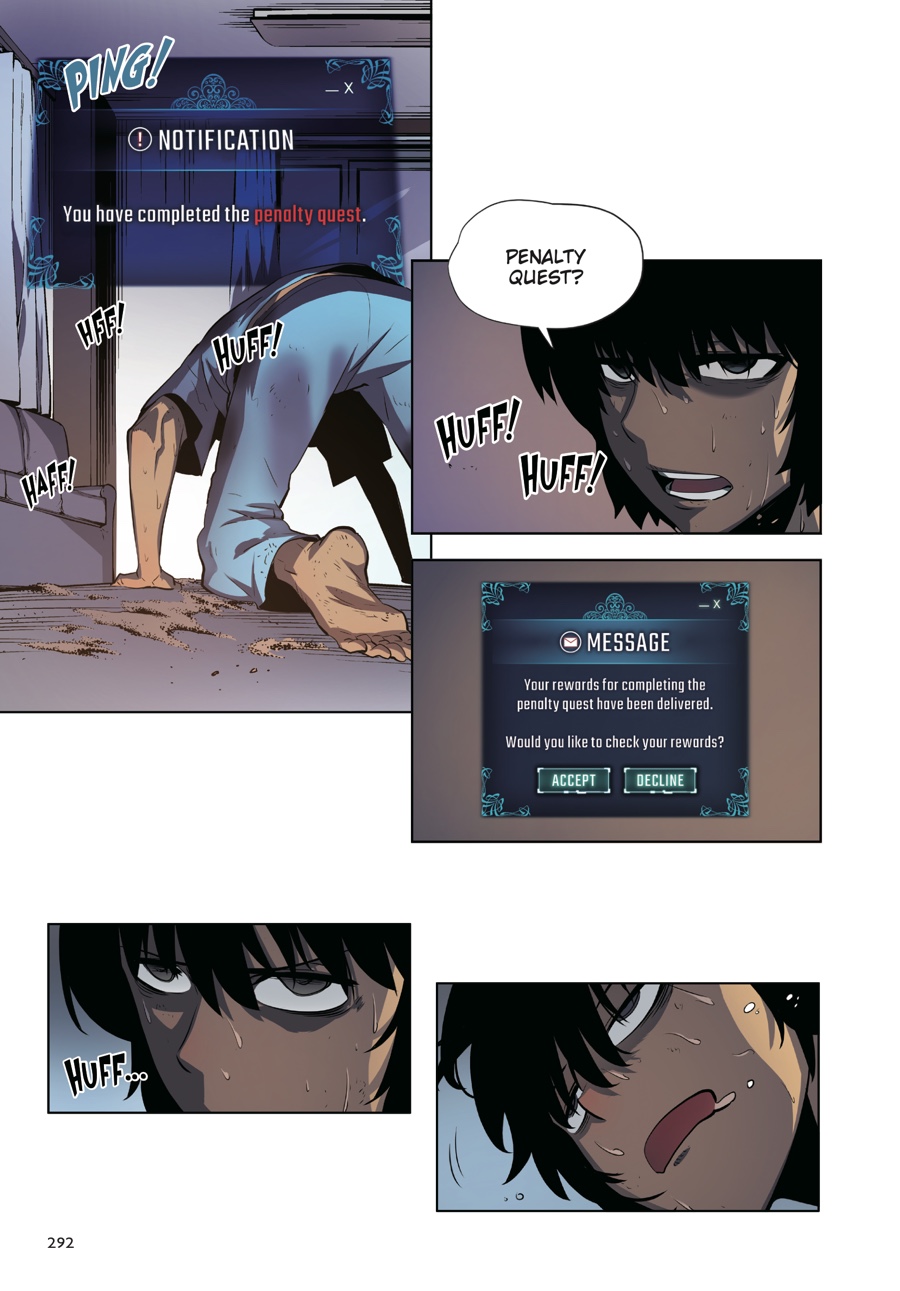 PING!
— X
! NOTIFICATION
You have completed the penalty quest.
HFF!
HUFF!
HAFF!
PENALTY
QUEST?
HUFF!
HUFF!
— X
MESSAGE
Your rewards for completing the
penalty quest have been delivered.
Would you like to check your rewards?
ACCEPT DECLINE
HUFF...
292